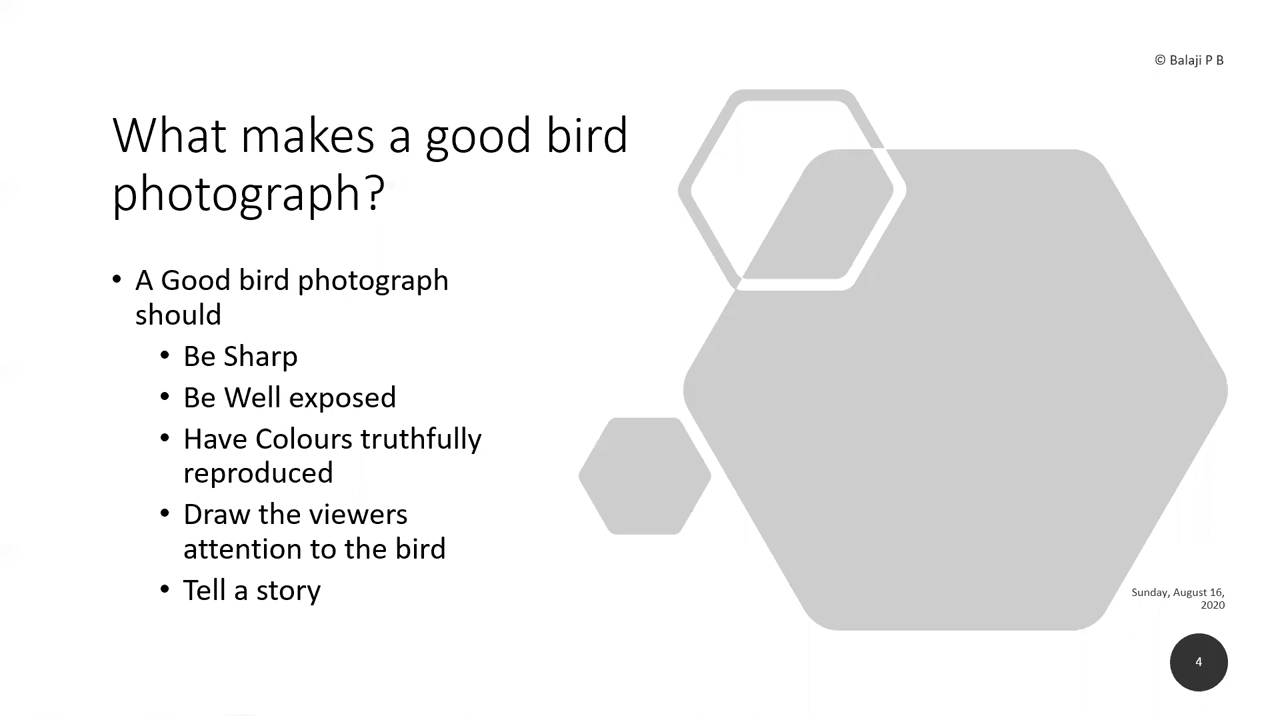 © Balaji P B
What makes a good bird
photograph?
• A Good bird photograph
should
• Be Sharp
• Be Well exposed
• Have Colours truthfully
reproduced
• Draw the viewers
attention to the bird
• Tell a story
Sunday, August 16,
2020
4